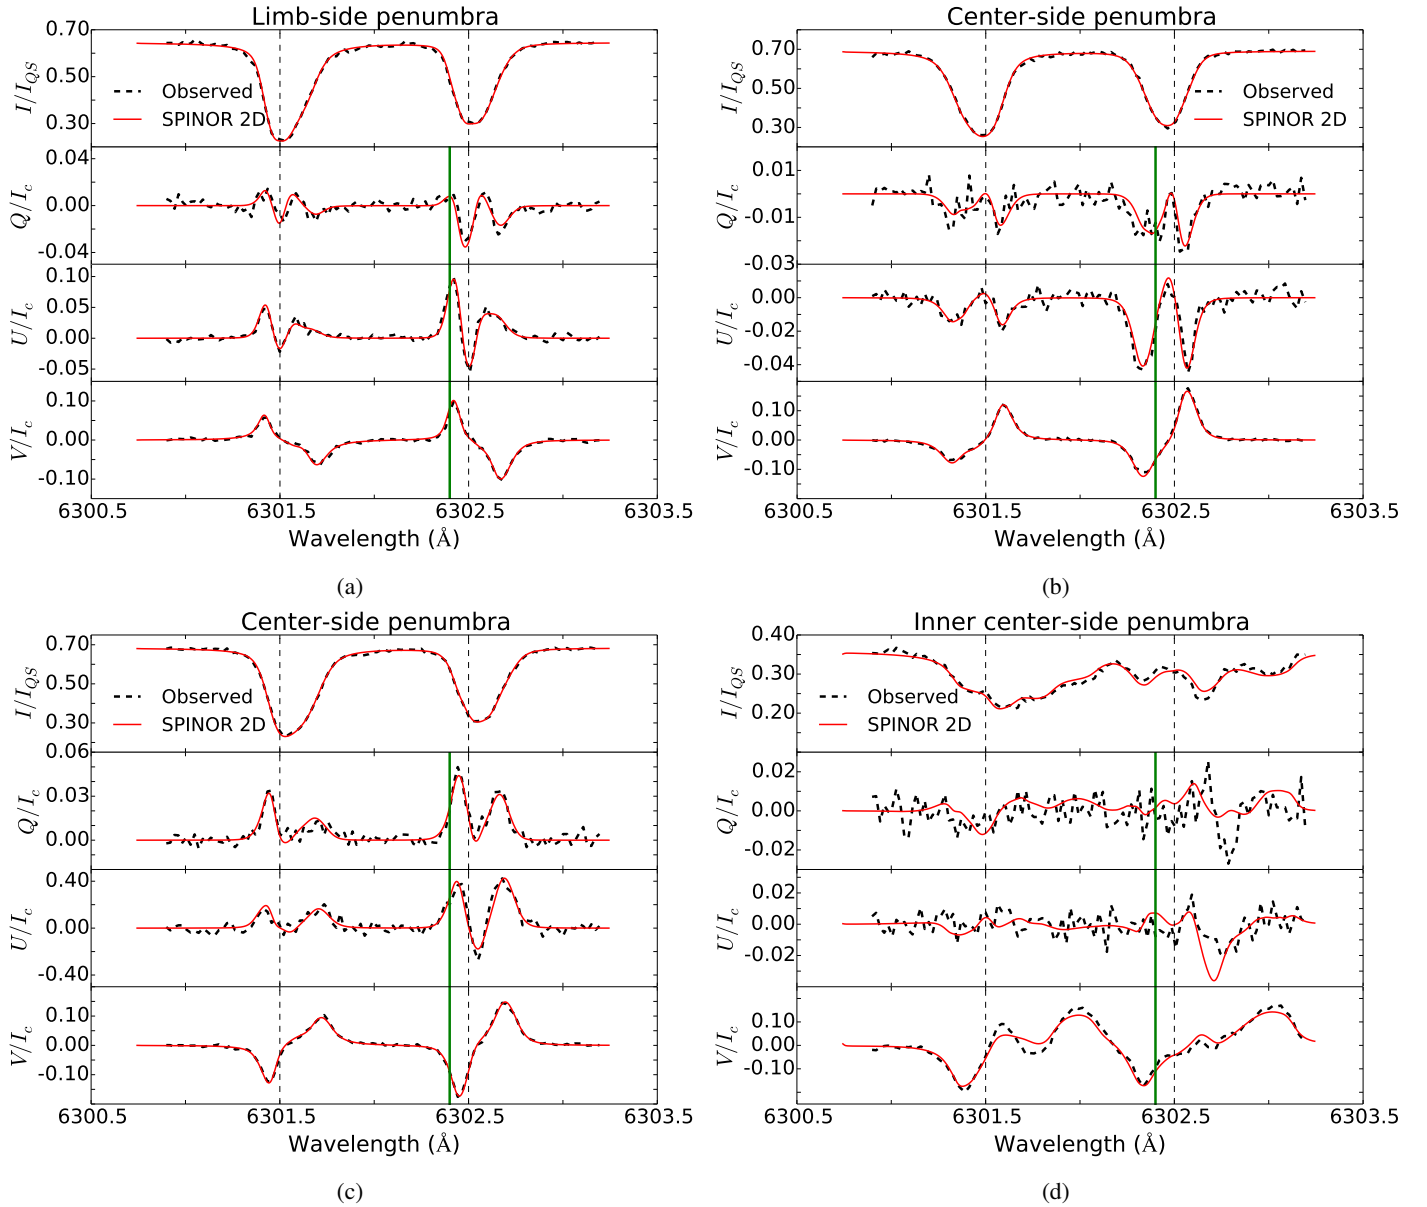 Limb-side penumbra
0.70
0.50
0.30
I/I_QS
Observed
SPINOR 2D
0.04
0.00
-0.04
Q/I_c
0.10
0.05
0.00
-0.05
U/I_c
0.10
0.00
-0.10
V/I_c
6300.5 6301.5 6302.5 6303.5
Wavelength (Å)
(a)
Center-side penumbra
0.70
0.50
0.30
I/I_QS
Observed
SPINOR 2D
0.01
-0.01
-0.03
Q/I_c
0.00
-0.02
-0.04
U/I_c
0.10
0.00
-0.10
V/I_c
6300.5 6301.5 6302.5 6303.5
Wavelength (Å)
(b)
Center-side penumbra
0.70
0.50
0.30
I/I_QS
Observed
SPINOR 2D
0.06
0.03
0.00
Q/I_c
0.40
0.00
-0.40
U/I_c
0.10
0.00
-0.10
V/I_c
6300.5 6301.5 6302.5 6303.5
Wavelength (Å)
(c)
Inner center-side penumbra
0.40
0.30
0.20
I/I_QS
Observed
SPINOR 2D
0.02
0.00
-0.02
Q/I_c
0.02
0.00
-0.02
U/I_c
0.10
0.00
-0.10
V/I_c
6300.5 6301.5 6302.5 6303.5
Wavelength (Å)
(d)